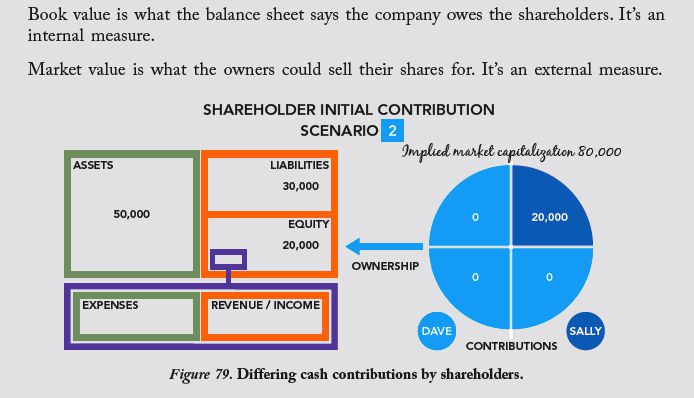 Book value is what the balance sheet says the company owes the shareholders. It’s an
internal measure.
Market value is what the owners could sell their shares for. It’s an external measure.
SHAREHOLDER INITIAL CONTRIBUTION
SCENARIO 2
Implied market capitalization 80,000
ASSETS
50,000
LIABILITIES
30,000
EQUITY
20,000
EXPENSES
REVENUE / INCOME
OWNERSHIP
0
20,000
0
0
DAVE
SALLY
CONTRIBUTIONS
Figure 79. Differing cash contributions by shareholders.